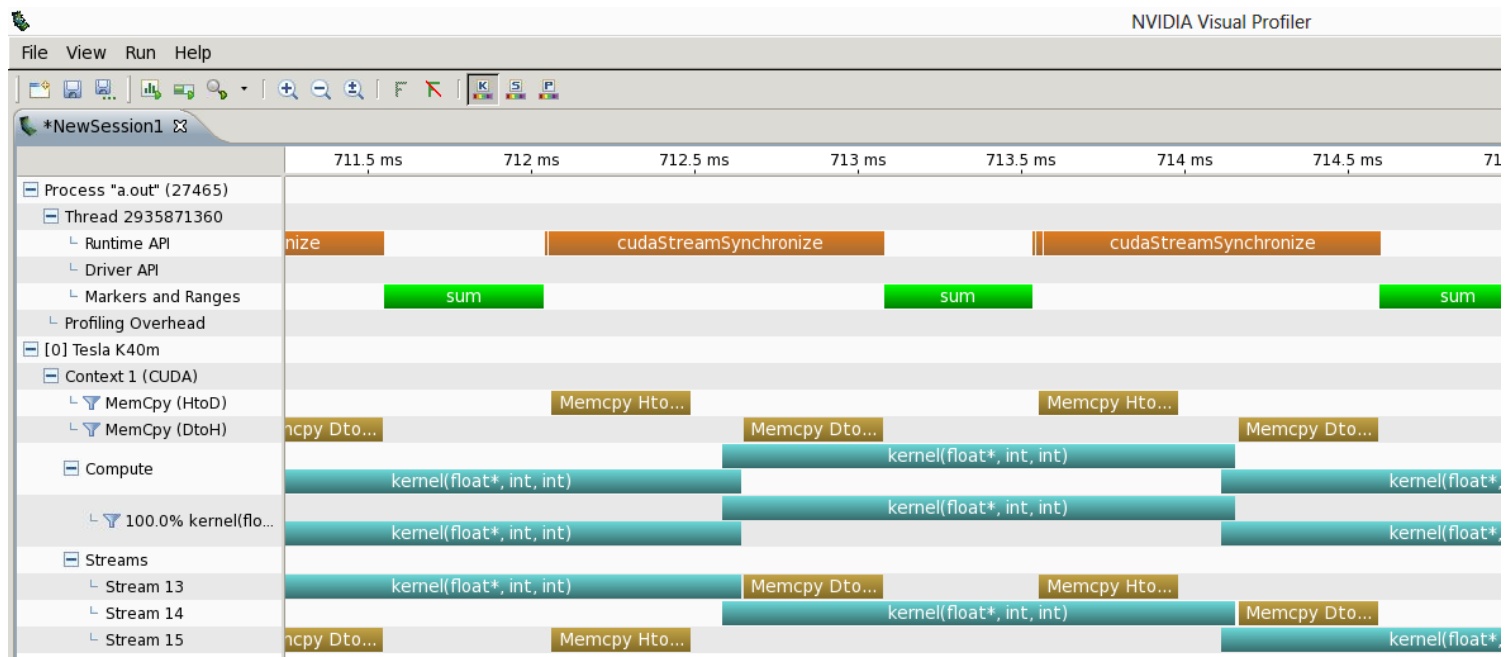 NVIDIA Visual Profiler
File View Run Help
K S P
*NewSession1
711.5 ms 712 ms 712.5 ms 713 ms 713.5 ms 714 ms 714.5 ms 71
Process "a.out" (27465)
Thread 2935871360
Runtime API nize cudaStreamSynchronize cudaStreamSynchronize
Driver API
Markers and Ranges sum sum sum
Profiling Overhead
[0] Tesla K40m
Context 1 (CUDA)
MemCpy (HtoD) Memcpy Hto... Memcpy Hto...
MemCpy (DtoH) mcpy Dto... Memcpy Dto... Memcpy Dto...
kernel(float*, int, int)
Compute
kernel(float*, int, int) kernel(float*,
kernel(float*, int, int)
100.0% kernel(flo...
kernel(float*, int, int) kernel(float*,
Streams
Stream 13 kernel(float*, int, int) Memcpy Dto... Memcpy Hto...
Stream 14 kernel(float*, int, int) Memcpy Dto...
Stream 15 mcpy Dto... Memcpy Hto... kernel(float*,